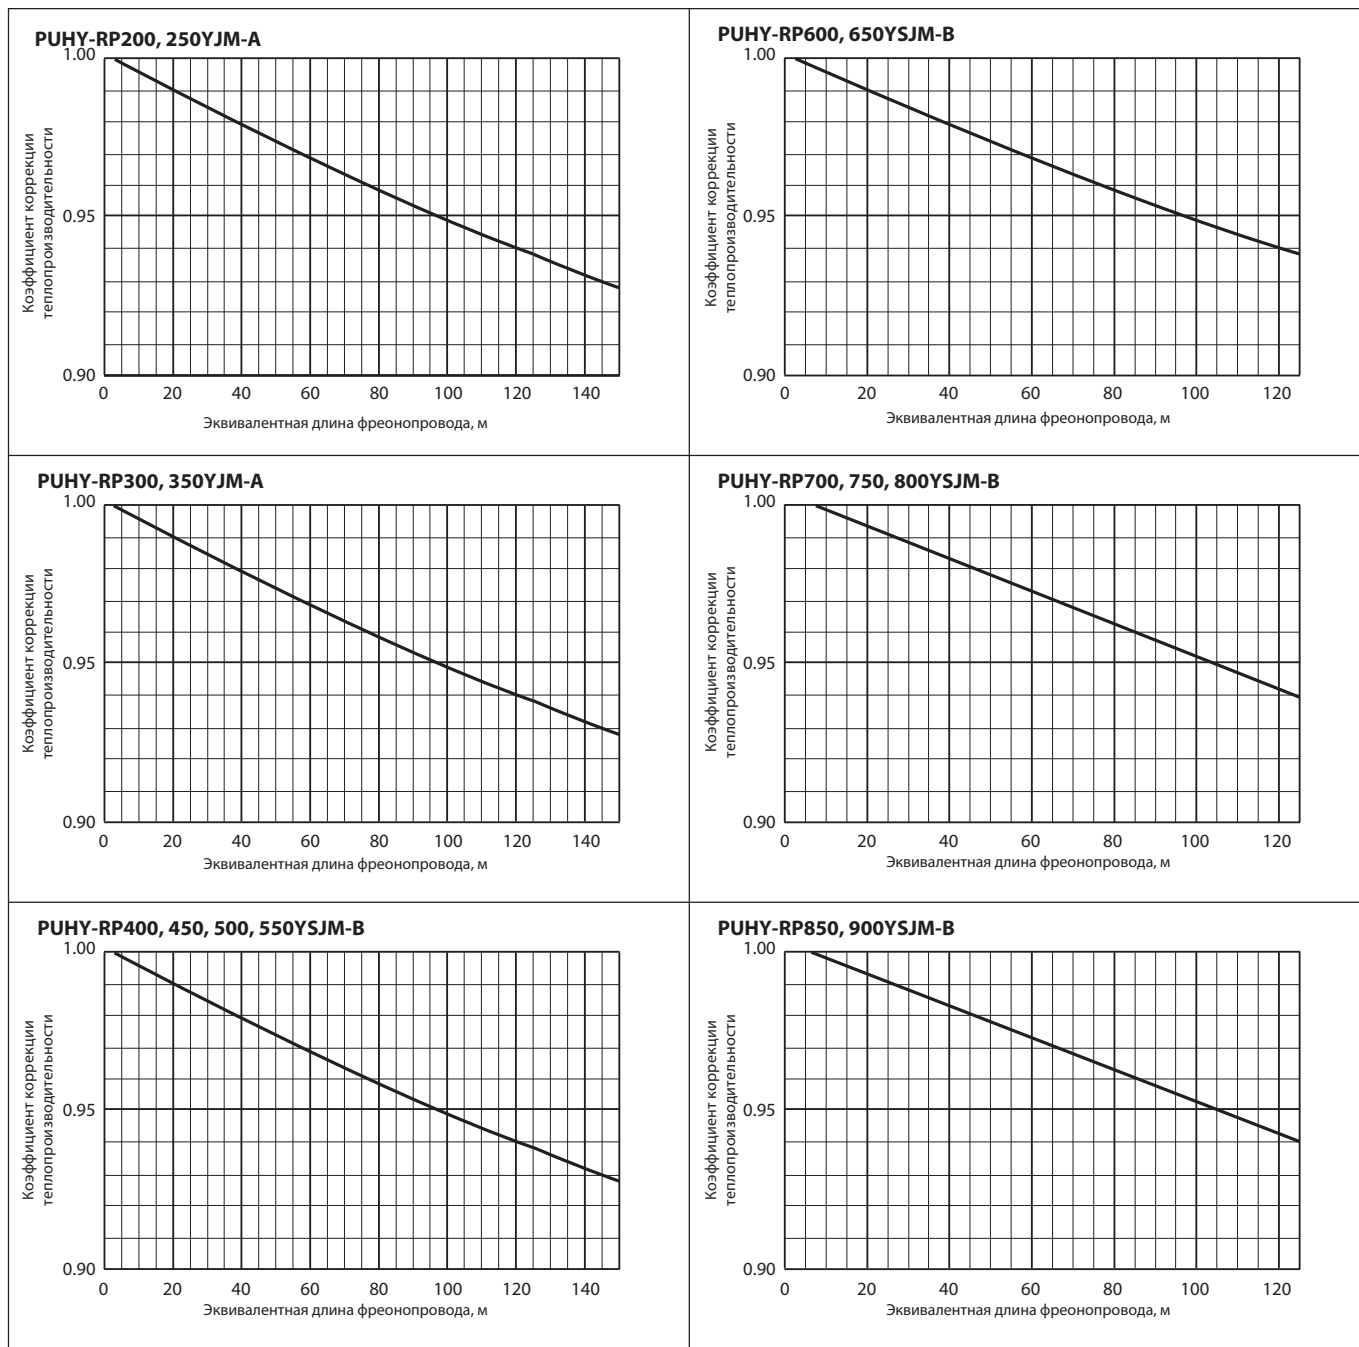 PUHY-RP200, 250YJM-A
1.00
0.95
0.90
Коэффициент коррекции
теплопроизводительности
0 20 40 60 80 100 120 140
Эквивалентная длина фреонопровода, м
PUHY-RP600, 650YSJM-B
1.00
0.95
0.90
Коэффициент коррекции
теплопроизводительности
0 20 40 60 80 100 120
Эквивалентная длина фреонопровода, м
PUHY-RP300, 350YJM-A
1.00
0.95
0.90
Коэффициент коррекции
теплопроизводительности
0 20 40 60 80 100 120 140
Эквивалентная длина фреонопровода, м
PUHY-RP700, 750, 800YSJM-B
1.00
0.95
0.90
Коэффициент коррекции
теплопроизводительности
0 20 40 60 80 100 120
Эквивалентная длина фреонопровода, м
PUHY-RP400, 450, 500, 550YSJM-B
1.00
0.95
0.90
Коэффициент коррекции
теплопроизводительности
0 20 40 60 80 100 120 140
Эквивалентная длина фреонопровода, м
PUHY-RP850, 900YSJM-B
1.00
0.95
0.90
Коэффициент коррекции
теплопроизводительности
0 20 40 60 80 100 120
Эквивалентная длина фреонопровода, м